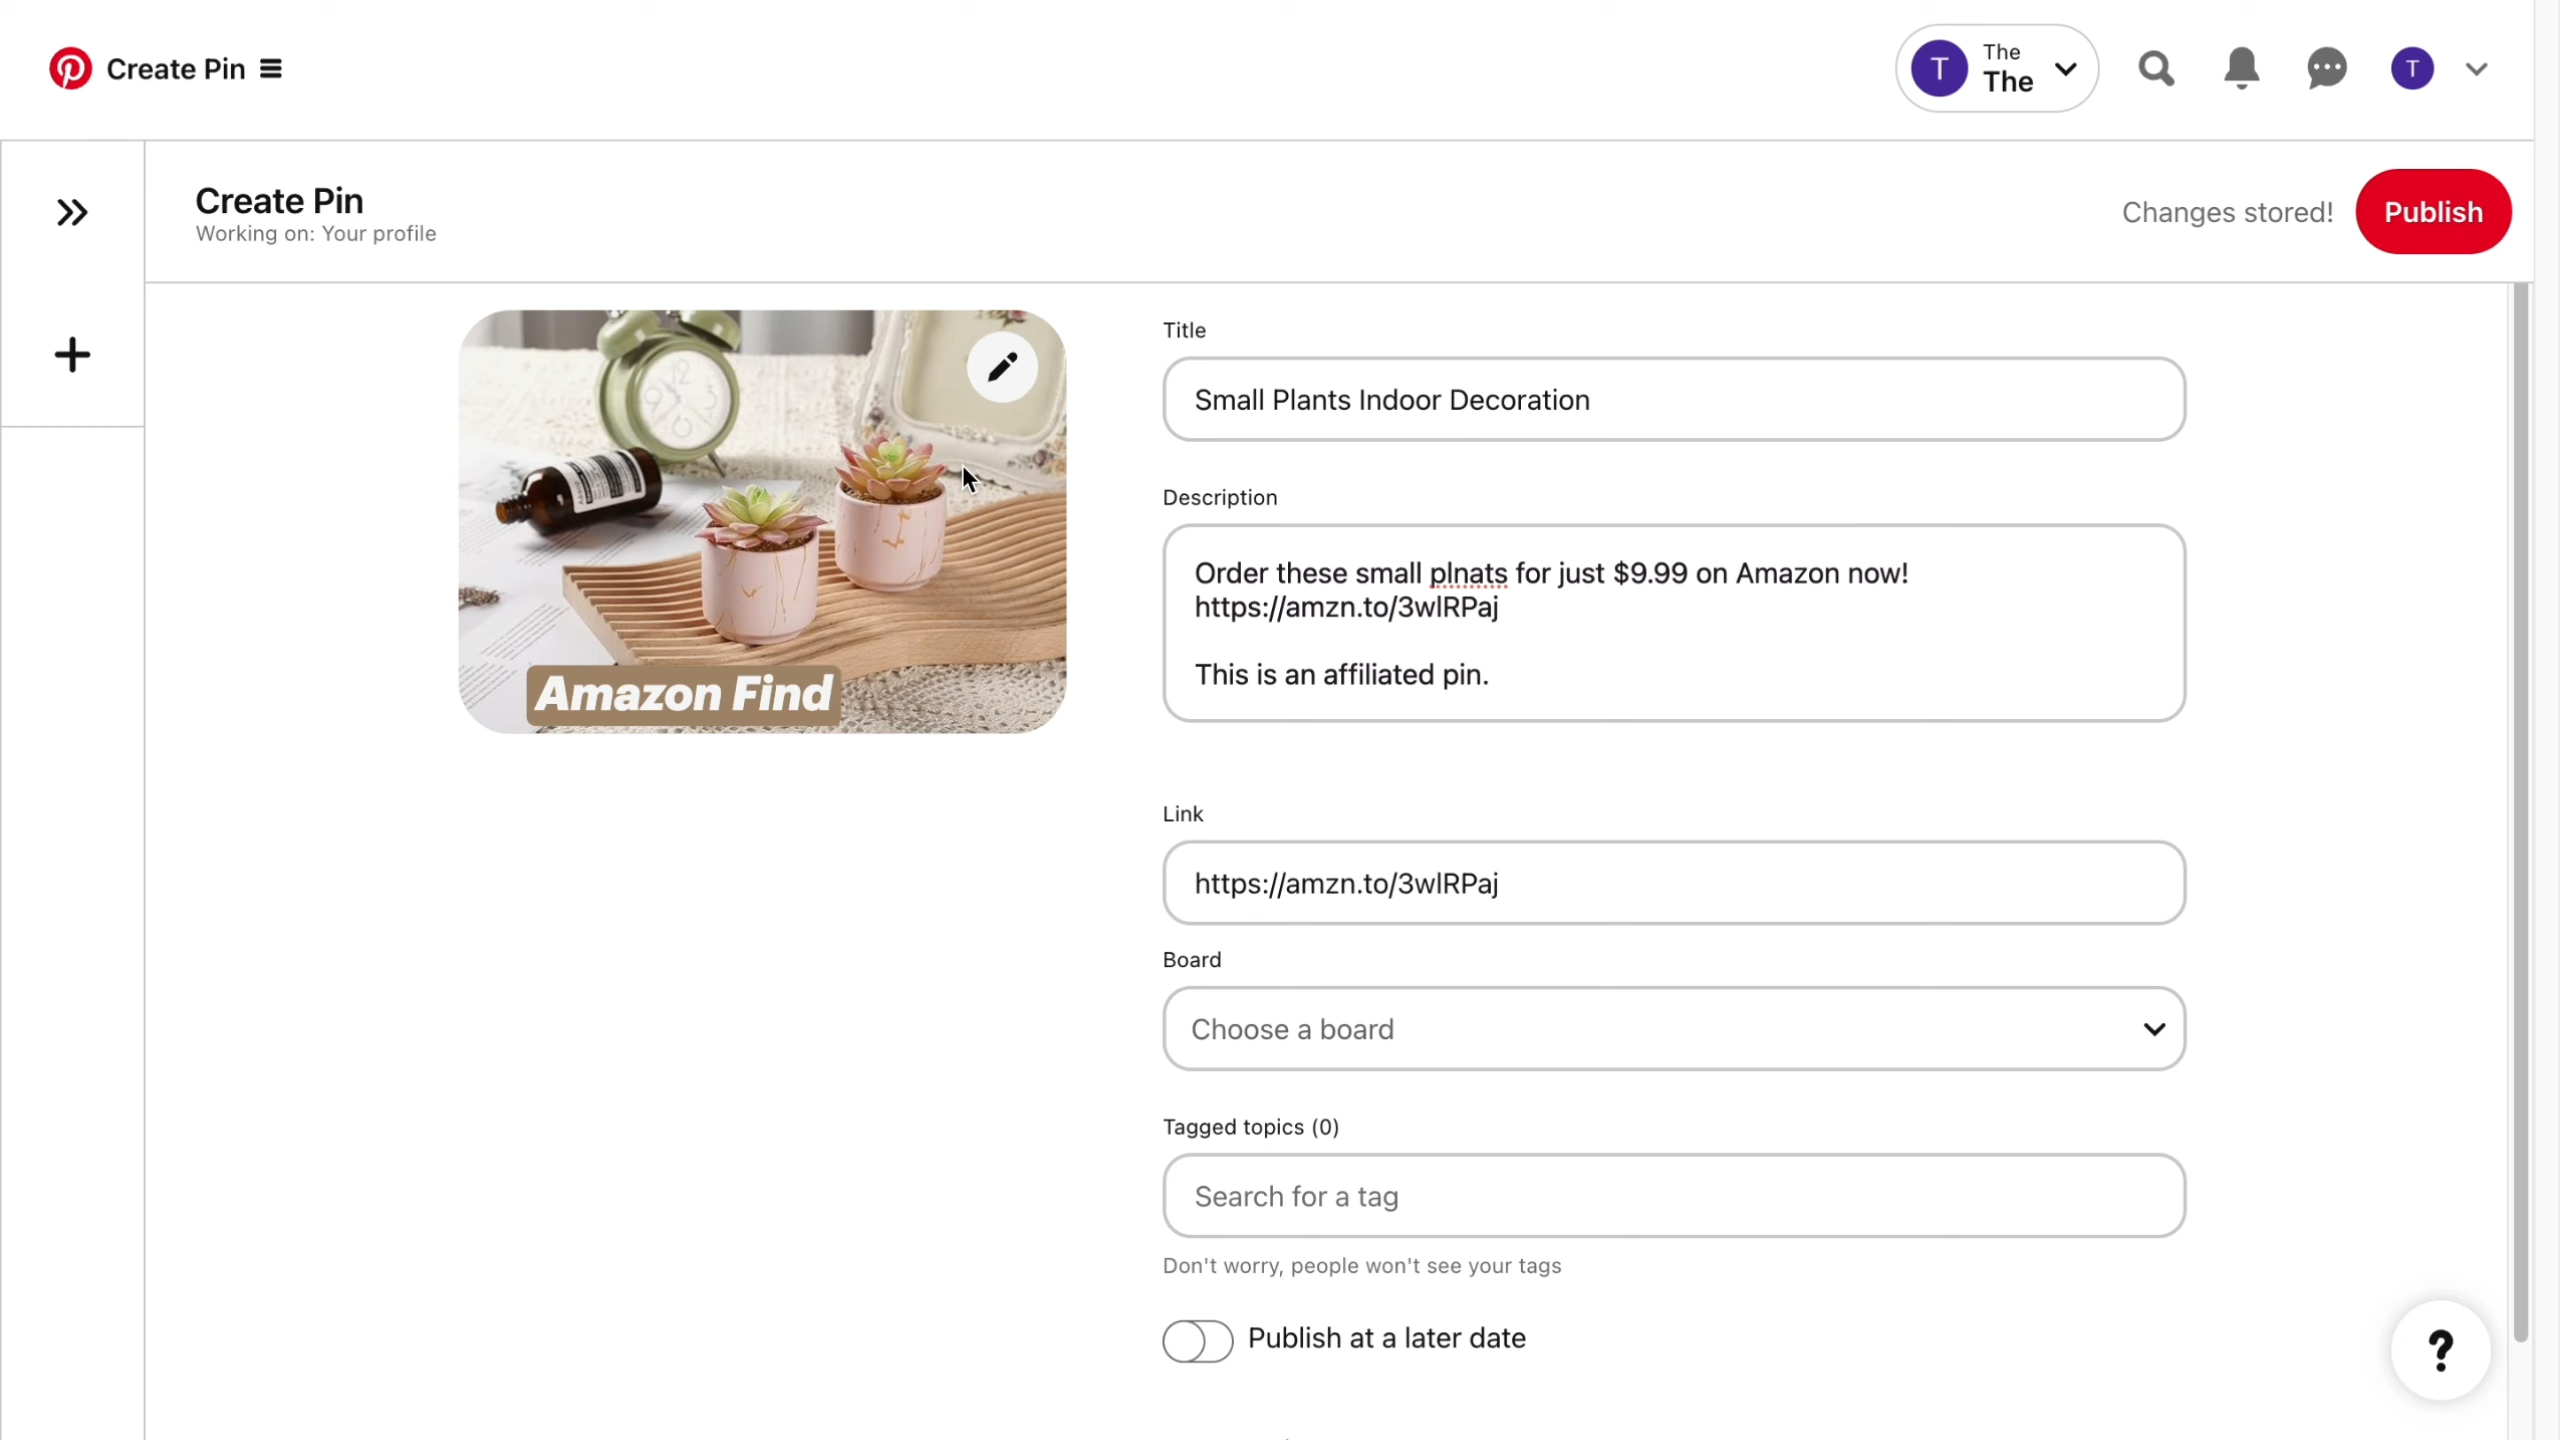 Create Pin
T
The
The
T
Create Pin
Working on: Your profile
Changes stored!
Publish
Amazon Find
Title
Small Plants Indoor Decoration
Description
Order these small plnats for just $9.99 on Amazon now!
https://amzn.to/3wlRPaj
This is an affiliated pin.
Link
https://amzn.to/3wlRPaj
Board
Choose a board
Tagged topics (0)
Search for a tag
Don't worry, people won't see your tags
Publish at a later date
?